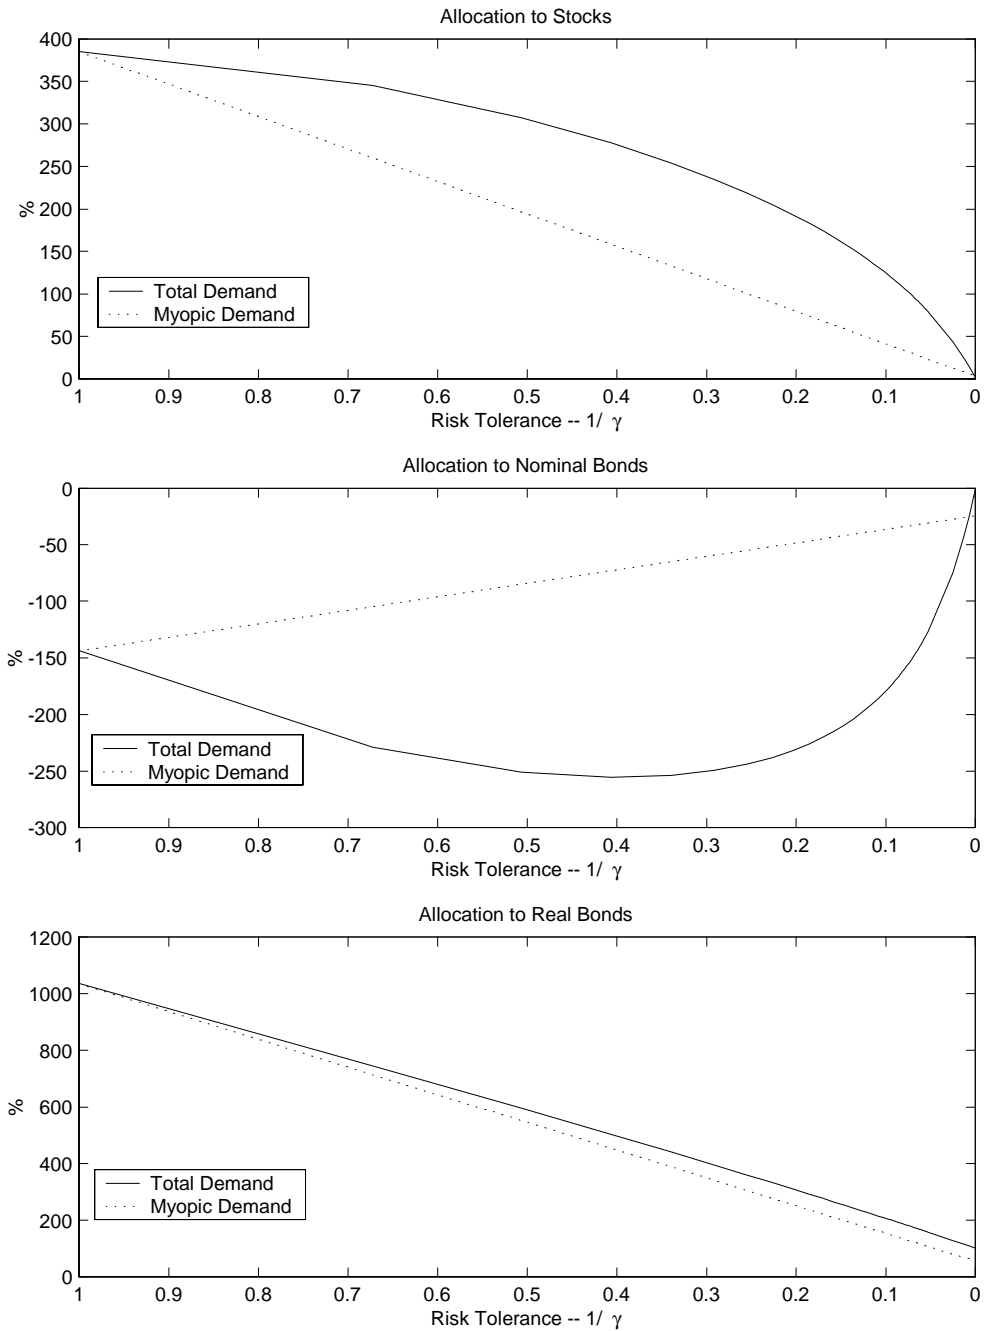 Allocation to Stocks
400
350
300
250
200
150
100
50
0
%
Total Demand
Myopic Demand
1 0.9 0.8 0.7 0.6 0.5 0.4 0.3 0.2 0.1 0
Risk Tolerance -- 1/ γ
Allocation to Nominal Bonds
0
-50
-100
-150
-200
-250
-300
%
Total Demand
Myopic Demand
1 0.9 0.8 0.7 0.6 0.5 0.4 0.3 0.2 0.1 0
Risk Tolerance -- 1/ γ
Allocation to Real Bonds
1200
1000
800
600
400
200
0
%
Total Demand
Myopic Demand
1 0.9 0.8 0.7 0.6 0.5 0.4 0.3 0.2 0.1 0
Risk Tolerance -- 1/ γ